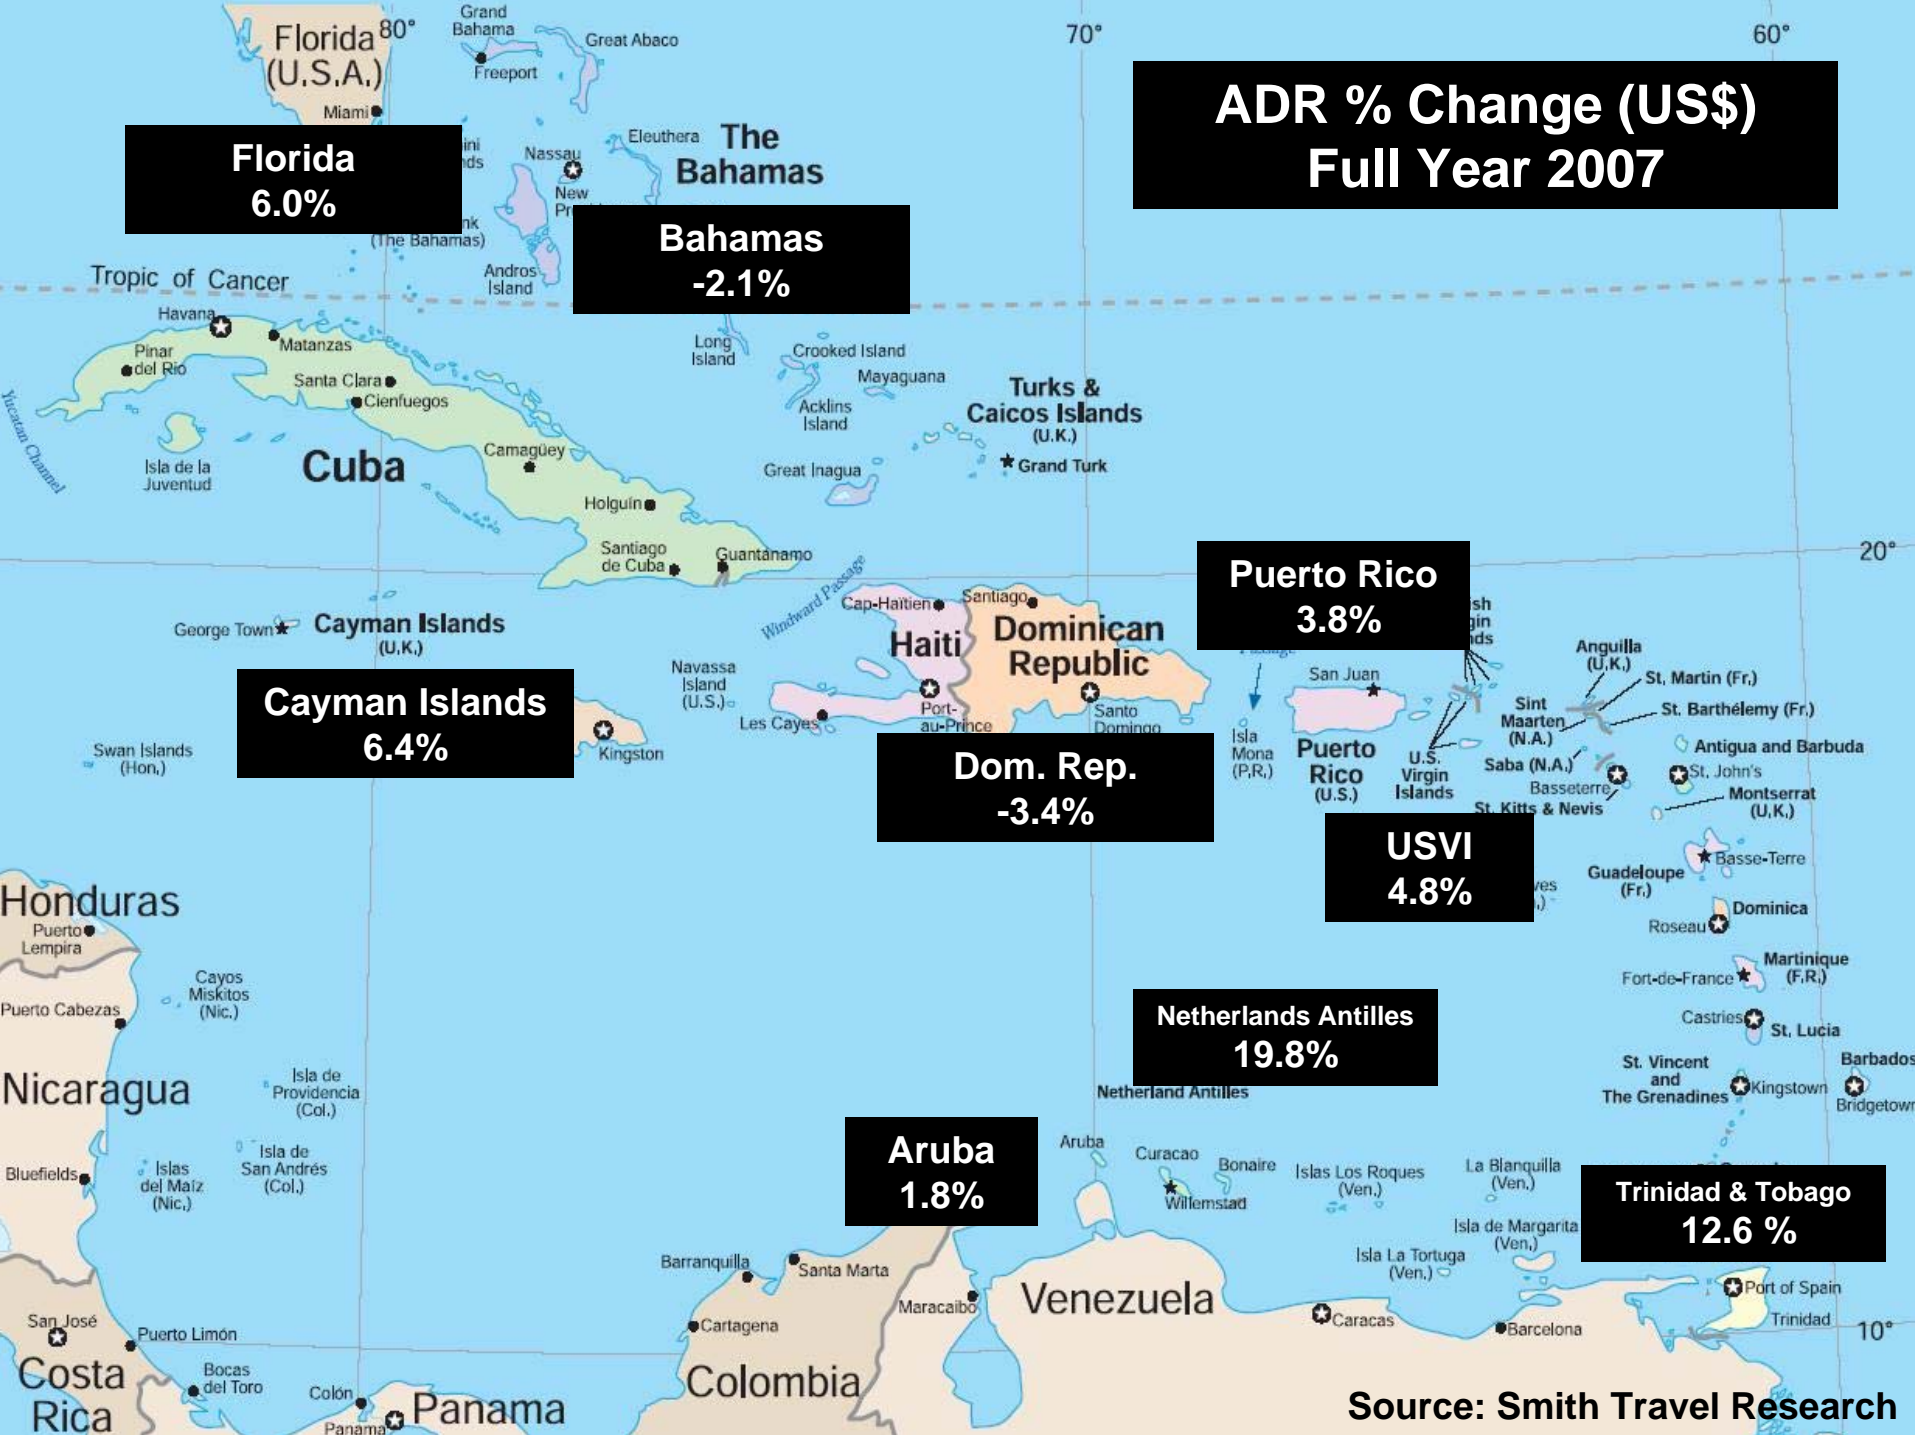 Florida
(U.S.A.)
Miami
80°
70°
60°
Grand
Bahama
Freeport
Great Abaco
ADR % Change (US$)
Full Year 2007
Florida
6.0%
Nassau
New
Eleuthera
The
Bahamas
(The Bahamas)
Andros
Island
Bahamas
-2.1%
Tropic of Cancer
Havana
Matanzas
Pinar
del Rio
Santa Clara
Cienfuegos
Yucatan Channel
Isla de la
Juventud
Cuba
Camagüey
Holguín
Santiago
de Cuba
Guantánamo
Long
Island
Crooked Island
Mayaguana
Acklins
Island
Great Inagua
Turks &
Caicos Islands
(U.K.)
Grand Turk
20°
George Town
Cayman Islands
(U.K.)
Cayman Islands
6.4%
Swan Islands
(Hon.)
Kingston
Navassa
Island
(U.S.)
Windward Passage
Cap-Haïtien
Haiti
Les Cayes
Port-
au-Prince
Santiago
Dominican
Republic
Santo
Domingo
Dom. Rep.
-3.4%
Puerto Rico
3.8%
Passage
San Juan
Isla
Mona
(P.R.)
Puerto
Rico
(U.S.)
U.S.
Virgin
Islands
USVI
4.8%
Anguilla
(U.K.)
St. Martin (Fr.)
Sint
Maarten
(N.A.)
St. Barthélemy (Fr.)
Saba (N.A.)
Antigua and Barbuda
St. John's
Basseterre
St. Kitts & Nevis
Montserrat
(U.K.)
Basse-Terre
Guadeloupe
(Fr.)
Dominica
Roseau
Martinique
(F.R.)
Fort-de-France
Castries
St. Lucia
St. Vincent
and
The Grenadines
Kingstown
Barbados
Bridgetown
Honduras
Puerto
Lempira
Cayos
Miskitos
(Nic.)
Puerto Cabezas
Nicaragua
Isla de
Providencia
(Col.)
Bluefields
Islas
del Maíz
(Nic.)
Isla de
San Andrés
(Col.)
Netherlands Antilles
19.8%
Netherland Antilles
Aruba
1.8%
Aruba
Curacao
Willemstad
Bonaire
Islas Los Roques
(Ven.)
La Blanquilla
(Ven.)
Isla de Margarita
(Ven.)
Isla La Tortuga
(Ven.)
Trinidad & Tobago
12.6 %
Port of Spain
Trinidad
10°
Barranquilla
Santa Marta
Cartagena
Maracaibo
Venezuela
Caracas
Barcelona
Colombia
San José
Puerto Limón
Costa
Rica
Bocas
del Toro
Colón
Panama
Panama
Source: Smith Travel Research